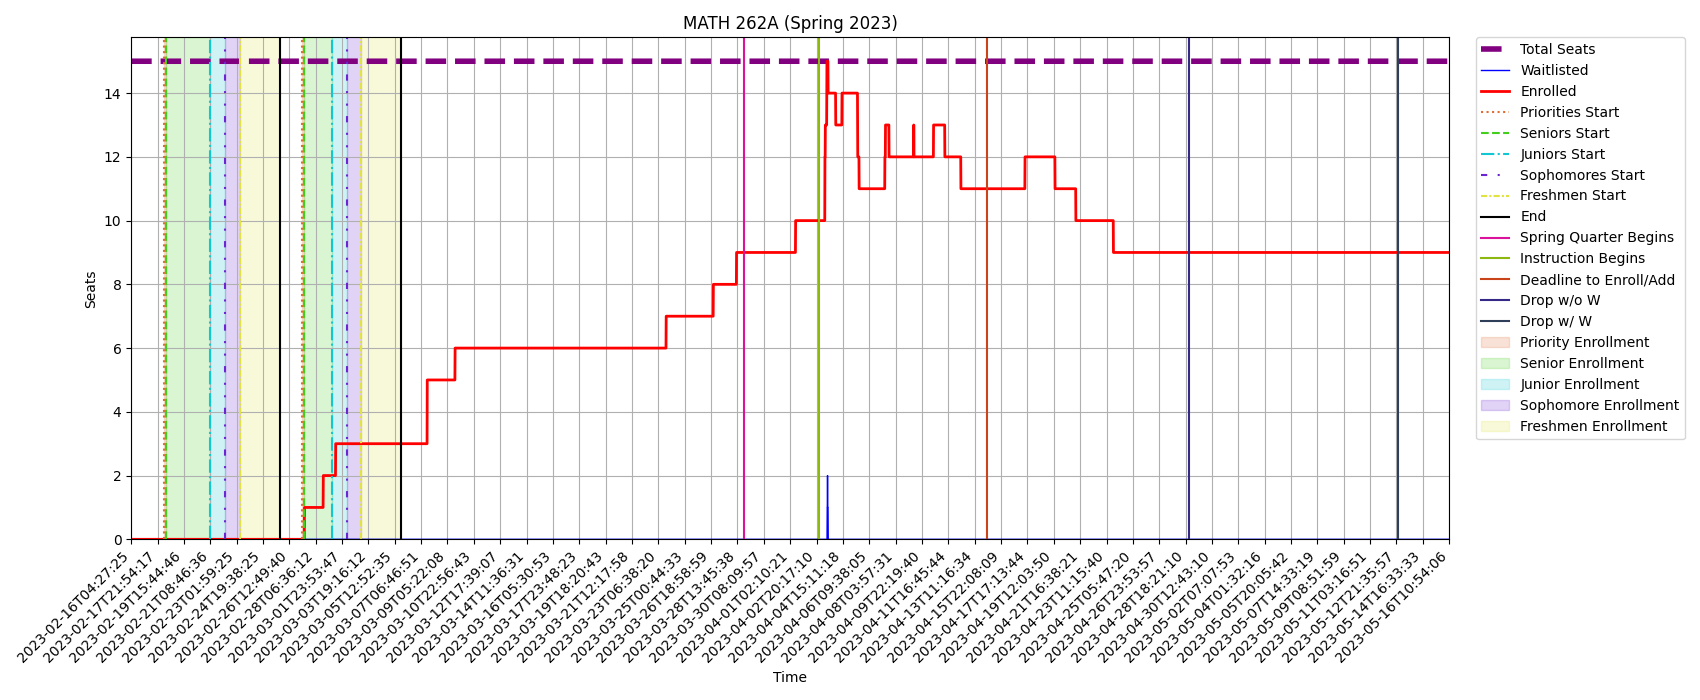 MATH 262A (Spring 2023)
Seats
14
12
10
8
6
4
2
0
2023-02-16T04:27:25
2023-02-17T21:54:17
2023-02-19T15:44:46
2023-02-21T08:46:36
2023-02-23T01:59:25
2023-02-24T19:38:25
2023-02-26T12:49:40
2023-02-28T06:36:12
2023-03-01T23:53:47
2023-03-03T19:16:12
2023-03-05T12:52:35
2023-03-07T06:46:51
2023-03-09T05:22:08
2023-03-10T22:56:43
2023-03-12T17:39:07
2023-03-14T11:36:31
2023-03-16T05:30:53
2023-03-17T23:48:23
2023-03-19T18:20:43
2023-03-21T12:17:58
2023-03-23T06:38:20
2023-03-25T00:44:33
2023-03-26T18:58:59
2023-03-28T13:45:38
2023-03-30T08:09:57
2023-04-01T02:10:21
2023-04-02T20:17:10
2023-04-04T15:11:18
2023-04-06T09:38:05
2023-04-08T03:57:31
2023-04-09T22:19:40
2023-04-11T16:45:44
2023-04-13T11:16:34
2023-04-15T22:08:09
2023-04-17T17:13:44
2023-04-19T12:03:50
2023-04-21T16:38:21
2023-04-23T11:15:40
2023-04-25T05:47:20
2023-04-26T23:53:57
2023-04-28T18:21:10
2023-04-30T12:43:10
2023-05-02T07:07:53
2023-05-04T01:32:16
2023-05-05T20:05:42
2023-05-07T14:33:19
2023-05-09T08:51:59
2023-05-11T03:16:51
2023-05-12T21:35:57
2023-05-14T16:33:33
2023-05-16T10:54:06
Time
Total Seats
Waitlisted
Enrolled
Priorities Start
Seniors Start
Juniors Start
Sophomores Start
Freshmen Start
End
Spring Quarter Begins
Instruction Begins
Deadline to Enroll/Add
Drop w/o W
Drop w/ W
Priority Enrollment
Senior Enrollment
Junior Enrollment
Sophomore Enrollment
Freshmen Enrollment